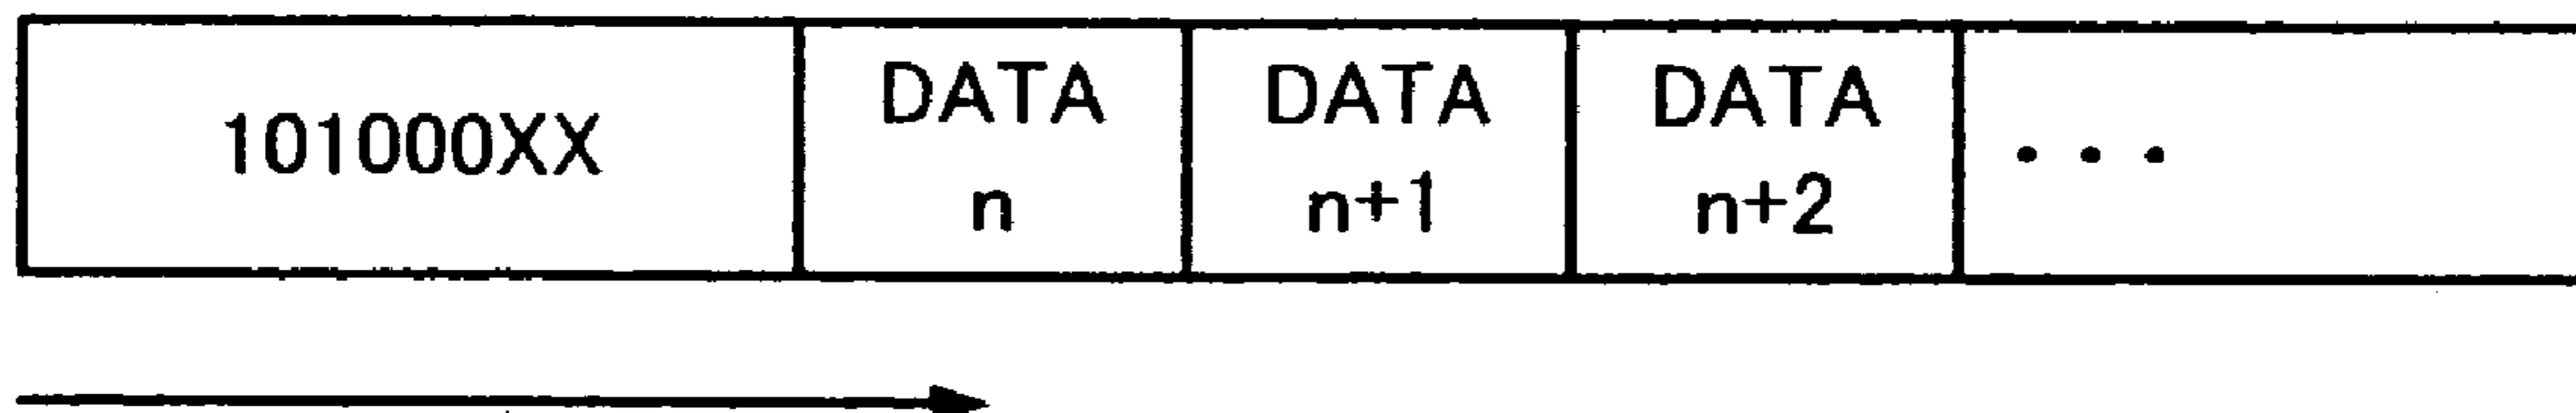 101000XX
DATA
n
DATA
n+1
DATA
n+2
• • •